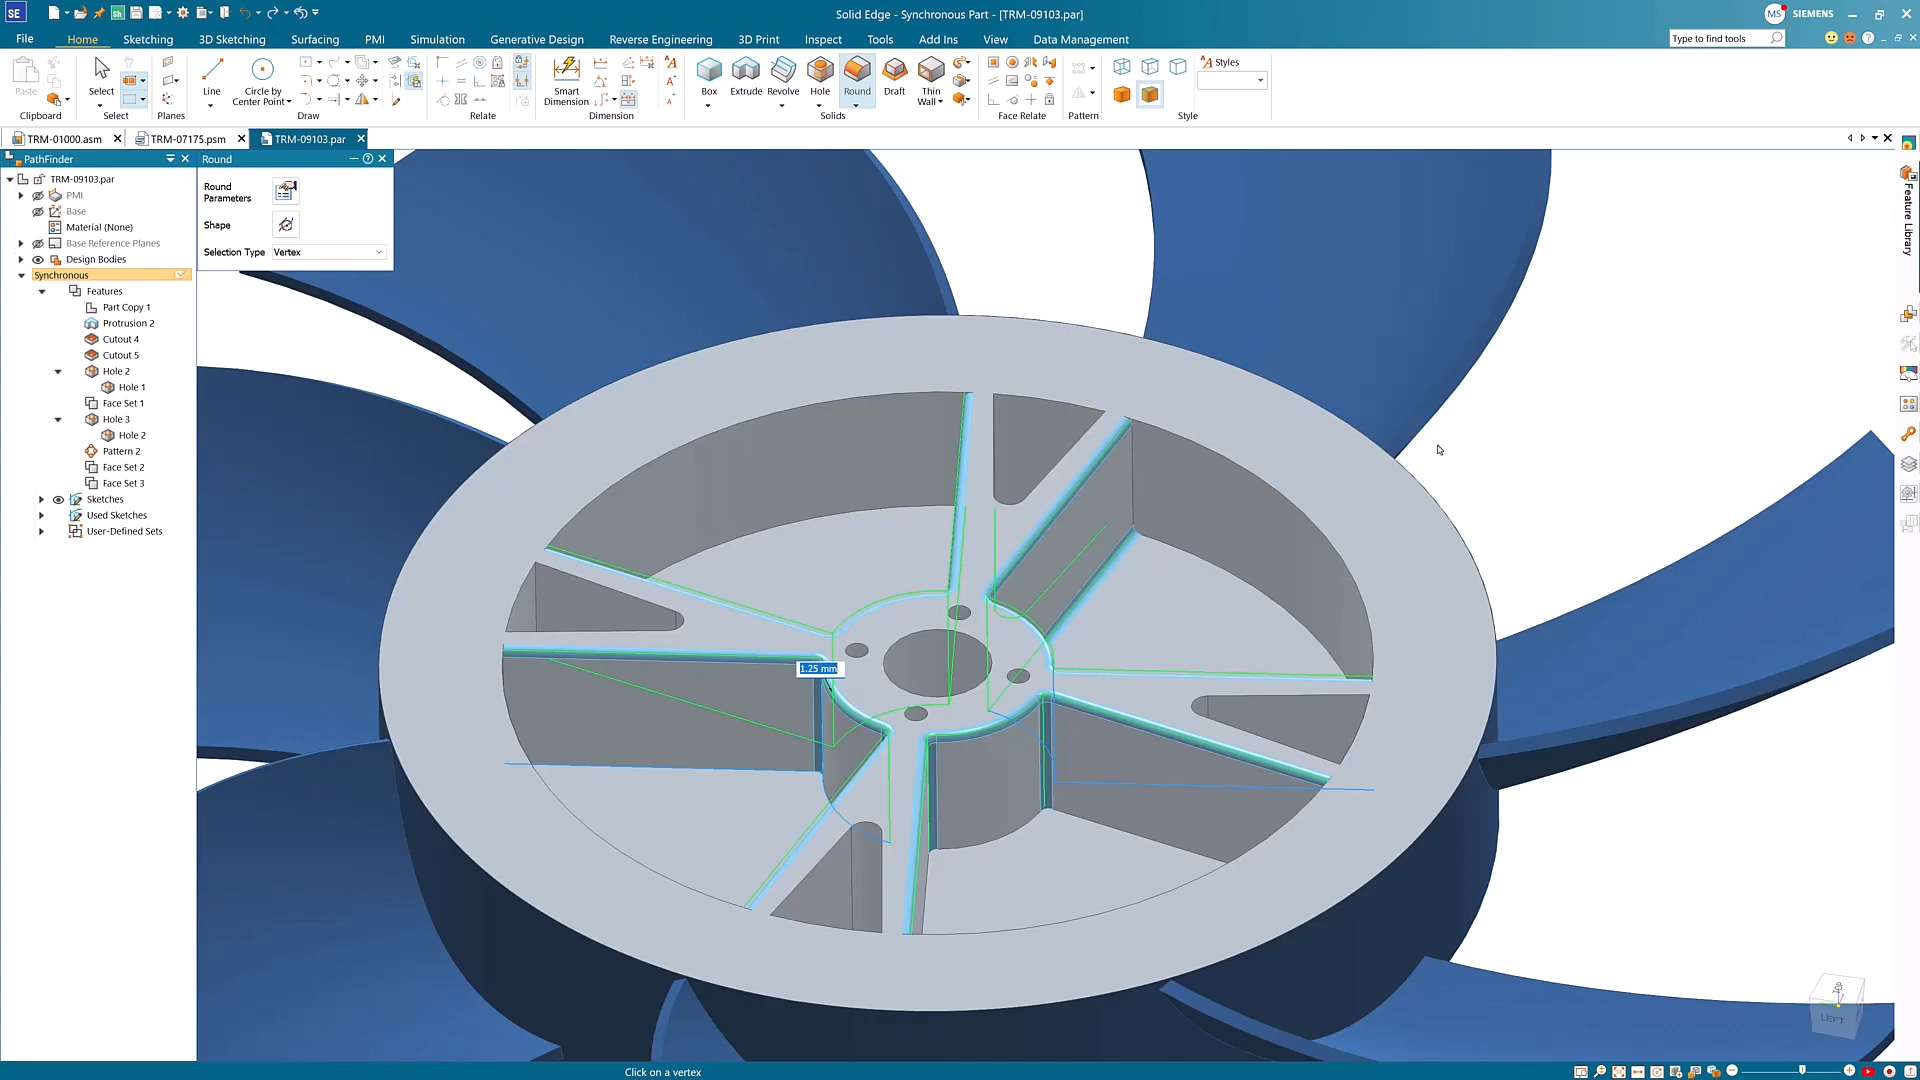 SE
Sh
Solid Edge - Synchronous Part - [TRM-09103.par]
MS
SIEMENS
File
Home
Sketching
3D Sketching
Surfacing
PMI
Simulation
Generative Design
Reverse Engineering
3D Print
Inspect
Tools
Add Ins
View
Data Management
Type to find tools
Paste
Select
Line
Circle by
Center Point
Smart
Dimension
Box
Extrude
Revolve
Hole
Round
Draft
Thin
Wall
Styles
Clipboard
Select
Planes
Draw
Relate
Dimension
Solids
Face Relate
Pattern
Style
TRM-01000.asm
TRM-07175.psm
TRM-09103.par
PathFinder
TRM-09103.par
PMI
Base
Material (None)
Base Reference Planes
Design Bodies
Synchronous
Features
Part Copy 1
Protrusion 2
Cutout 4
Cutout 5
Hole 2
Hole 1
Face Set 1
Hole 3
Hole 2
Pattern 2
Face Set 2
Face Set 3
Sketches
Used Sketches
User-Defined Sets
Round
Round
Parameters
Shape
Selection Type Vertex
1.25 mm
Feature Library
TOP
LEFT
Click on a vertex